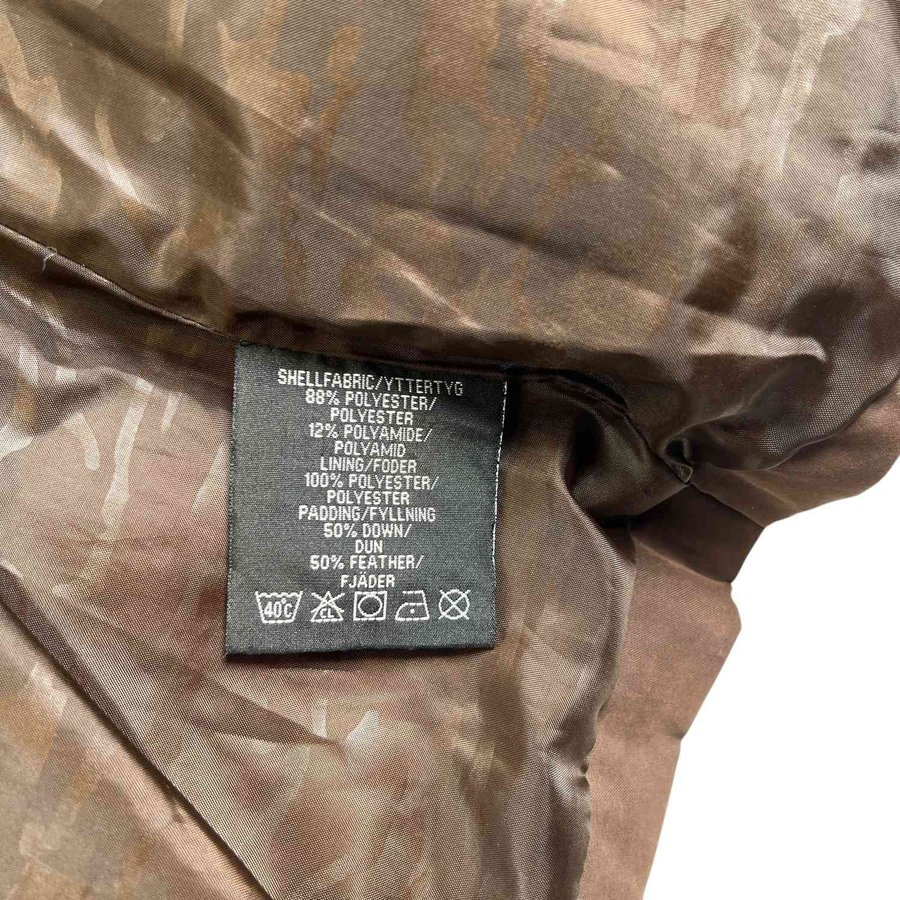 SHELLFABRIC/YTTERTYG
88% POLYESTER/
POLYESTER
12% POLYAMIDE/
POLYAMID
LINING/FODER
100% POLYESTER/
POLYESTER
PADDING/FYLLNING
50% DOWN/
DUN
50% FEATHER/
FJÄDER
40°C CL